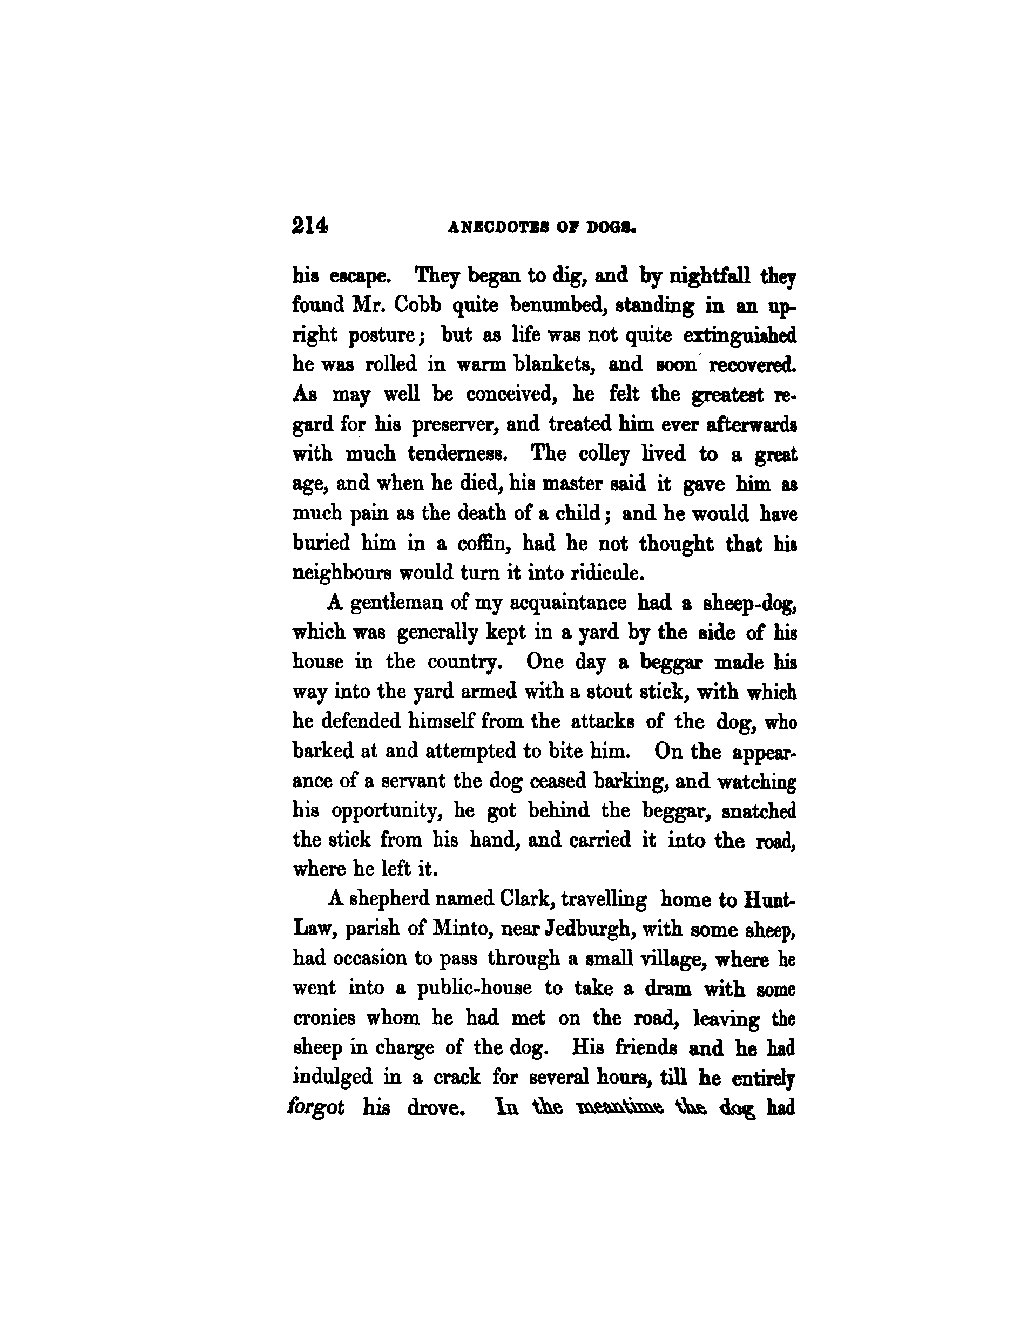 214 ANECDOTES OF DOGS.
his escape. They began to dig, and by nightfall they
found Mr. Cobb quite benumbed, standing in an up-
right posture; but as life was not quite extinguished
he was rolled in warm blankets, and soon recovered.
As may well be conceived, he felt the greatest re-
gard for his preserver, and treated him ever afterwards
with much tenderness. The colley lived to a great
age, and when he died, his master said it gave him as
much pain as the death of a child; and he would have
buried him in a coffin, had he not thought that his
neighbours would turn it into ridicule.
A gentleman of my acquaintance had a sheep-dog,
which was generally kept in a yard by the side of his
house in the country. One day a beggar made his
way into the yard armed with a stout stick, with which
he defended himself from the attacks of the dog, who
barked at and attempted to bite him. On the appear-
ance of a servant the dog ceased barking, and watching
his opportunity, he got behind the beggar, snatched
the stick from his hand, and carried it into the road,
where he left it.
A shepherd named Clark, travelling home to Hunt-
Law, parish of Minto, near Jedburgh, with some sheep,
had occasion to pass through a small village, where he
went into a public-house to take a dram with some
cronies whom he had met on the road, leaving the
sheep in charge of the dog. His friends and he had
indulged in a crack for several hours, till he entirely
forgot his drove. In the meantime the dog had